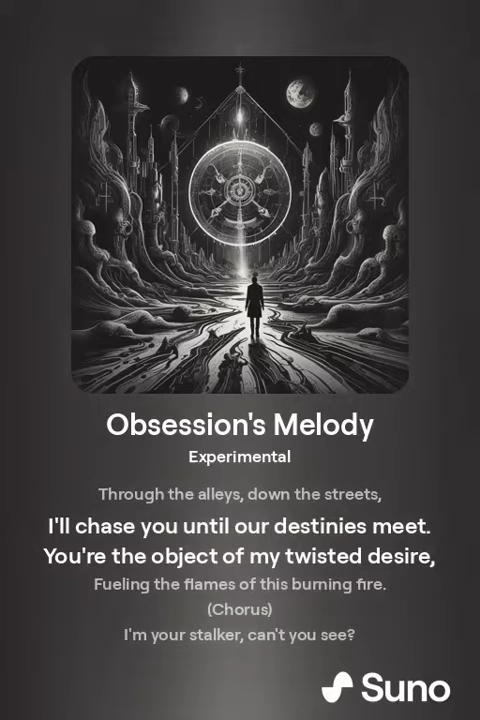 Obsession's Melody
Experimental
Through the alleys, down the streets,
I'll chase you until our destinies meet.
You're the object of my twisted desire,
Fueling the flames of this burning fire.
(Chorus)
I'm your stalker, can't you see?
Suno